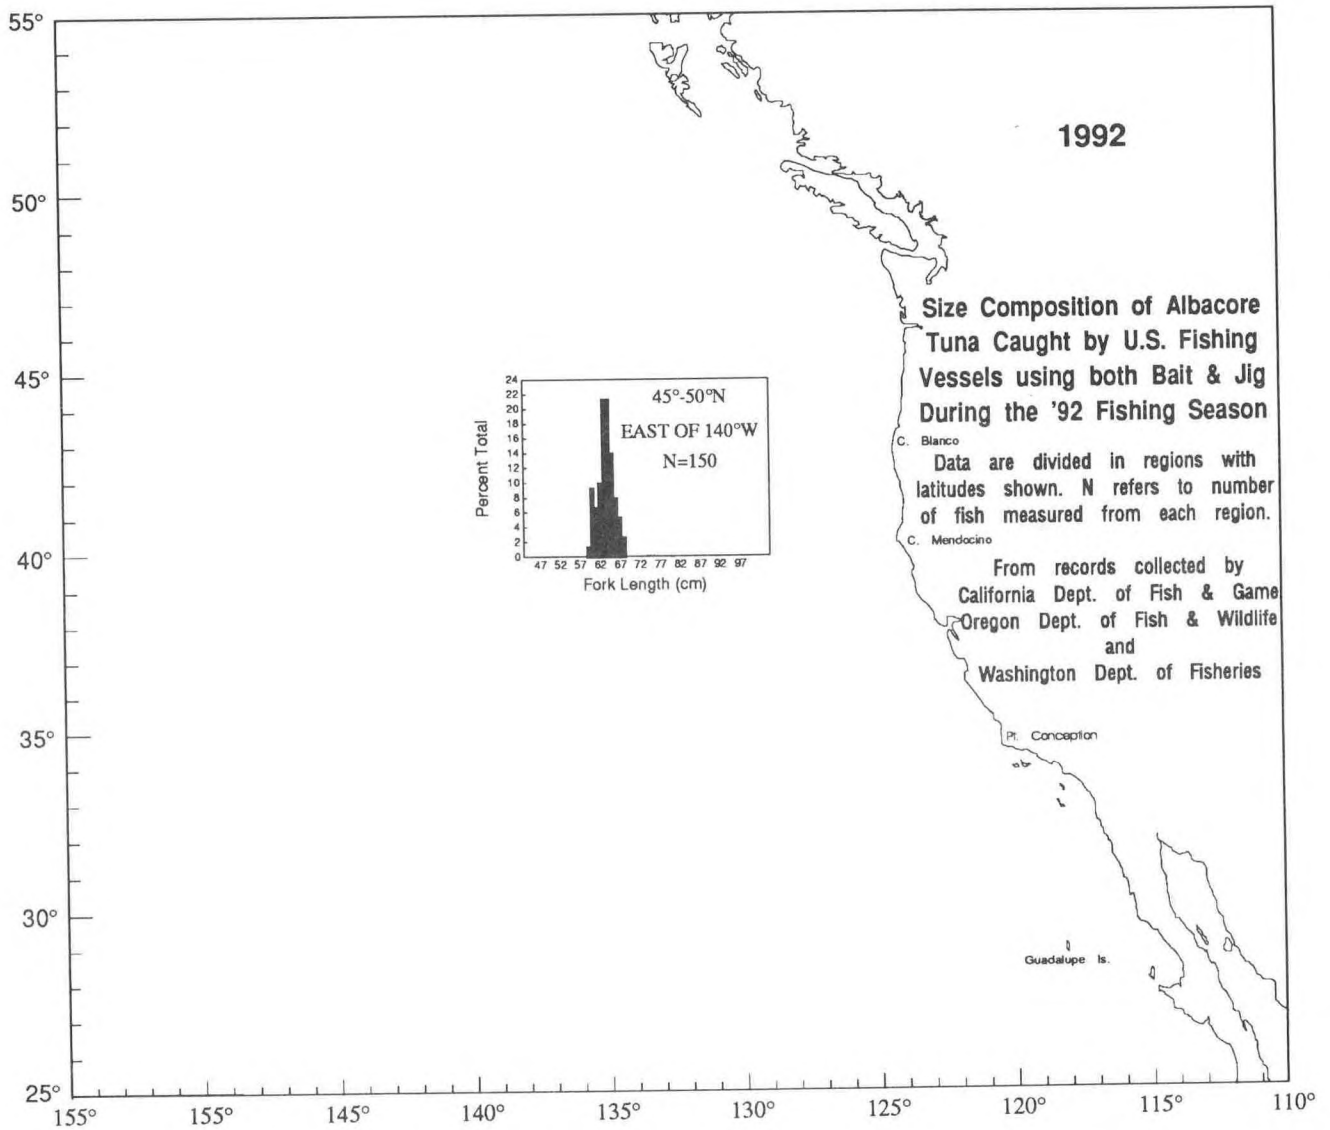 55°
50°
45°
40°
35°
30°
25°
155° 155° 145° 140° 135° 130° 125° 120° 115° 110°
1992
Size Composition of Albacore
Tuna Caught by U.S. Fishing
Vessels using both Bait & Jig
During the '92 Fishing Season
C. Blanco
Data are divided in regions with
latitudes shown. N refers to number
of fish measured from each region.
C. Mendocino
From records collected by
California Dept. of Fish & Game
Oregon Dept. of Fish & Wildlife
and
Washington Dept. of Fisheries
Pt. Conception
Guadalupe Is.
45°-50°N
EAST OF 140°W
N=150
Percent Total
24
22
20
18
16
14
12
10
8
6
4
2
0
47 52 57 62 67 72 77 82 87 92 97
Fork Length (cm)